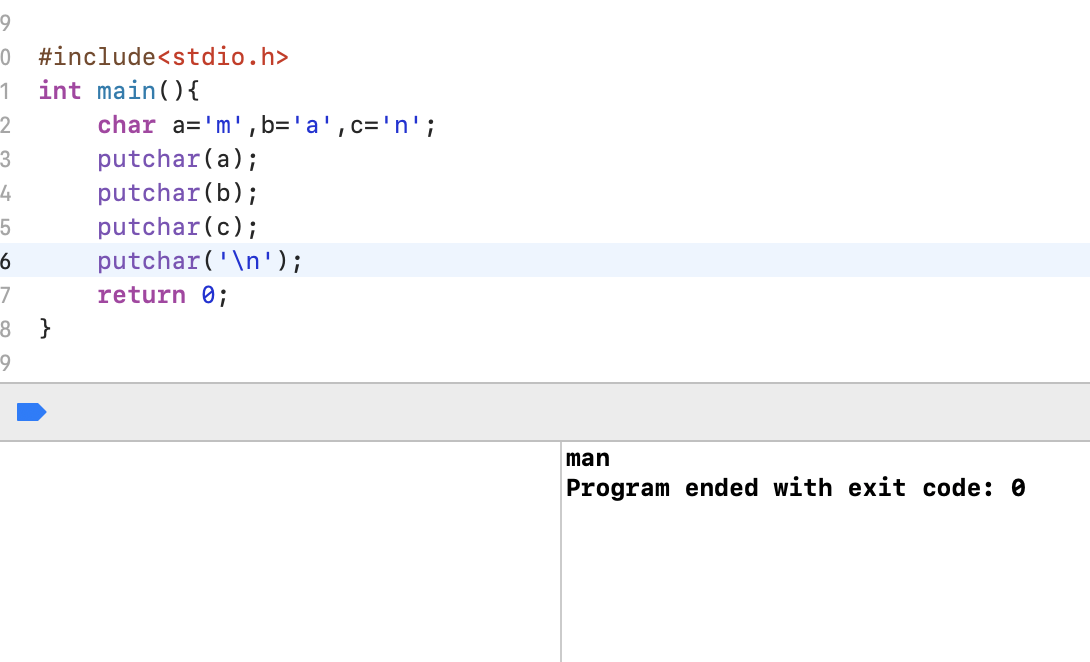 9
0 #include<stdio.h>
1 int main(){
2     char a='m',b='a',c='n';
3     putchar(a);
4     putchar(b);
5     putchar(c);
6     putchar('\n');
7     return 0;
8 }
9
man
Program ended with exit code: 0